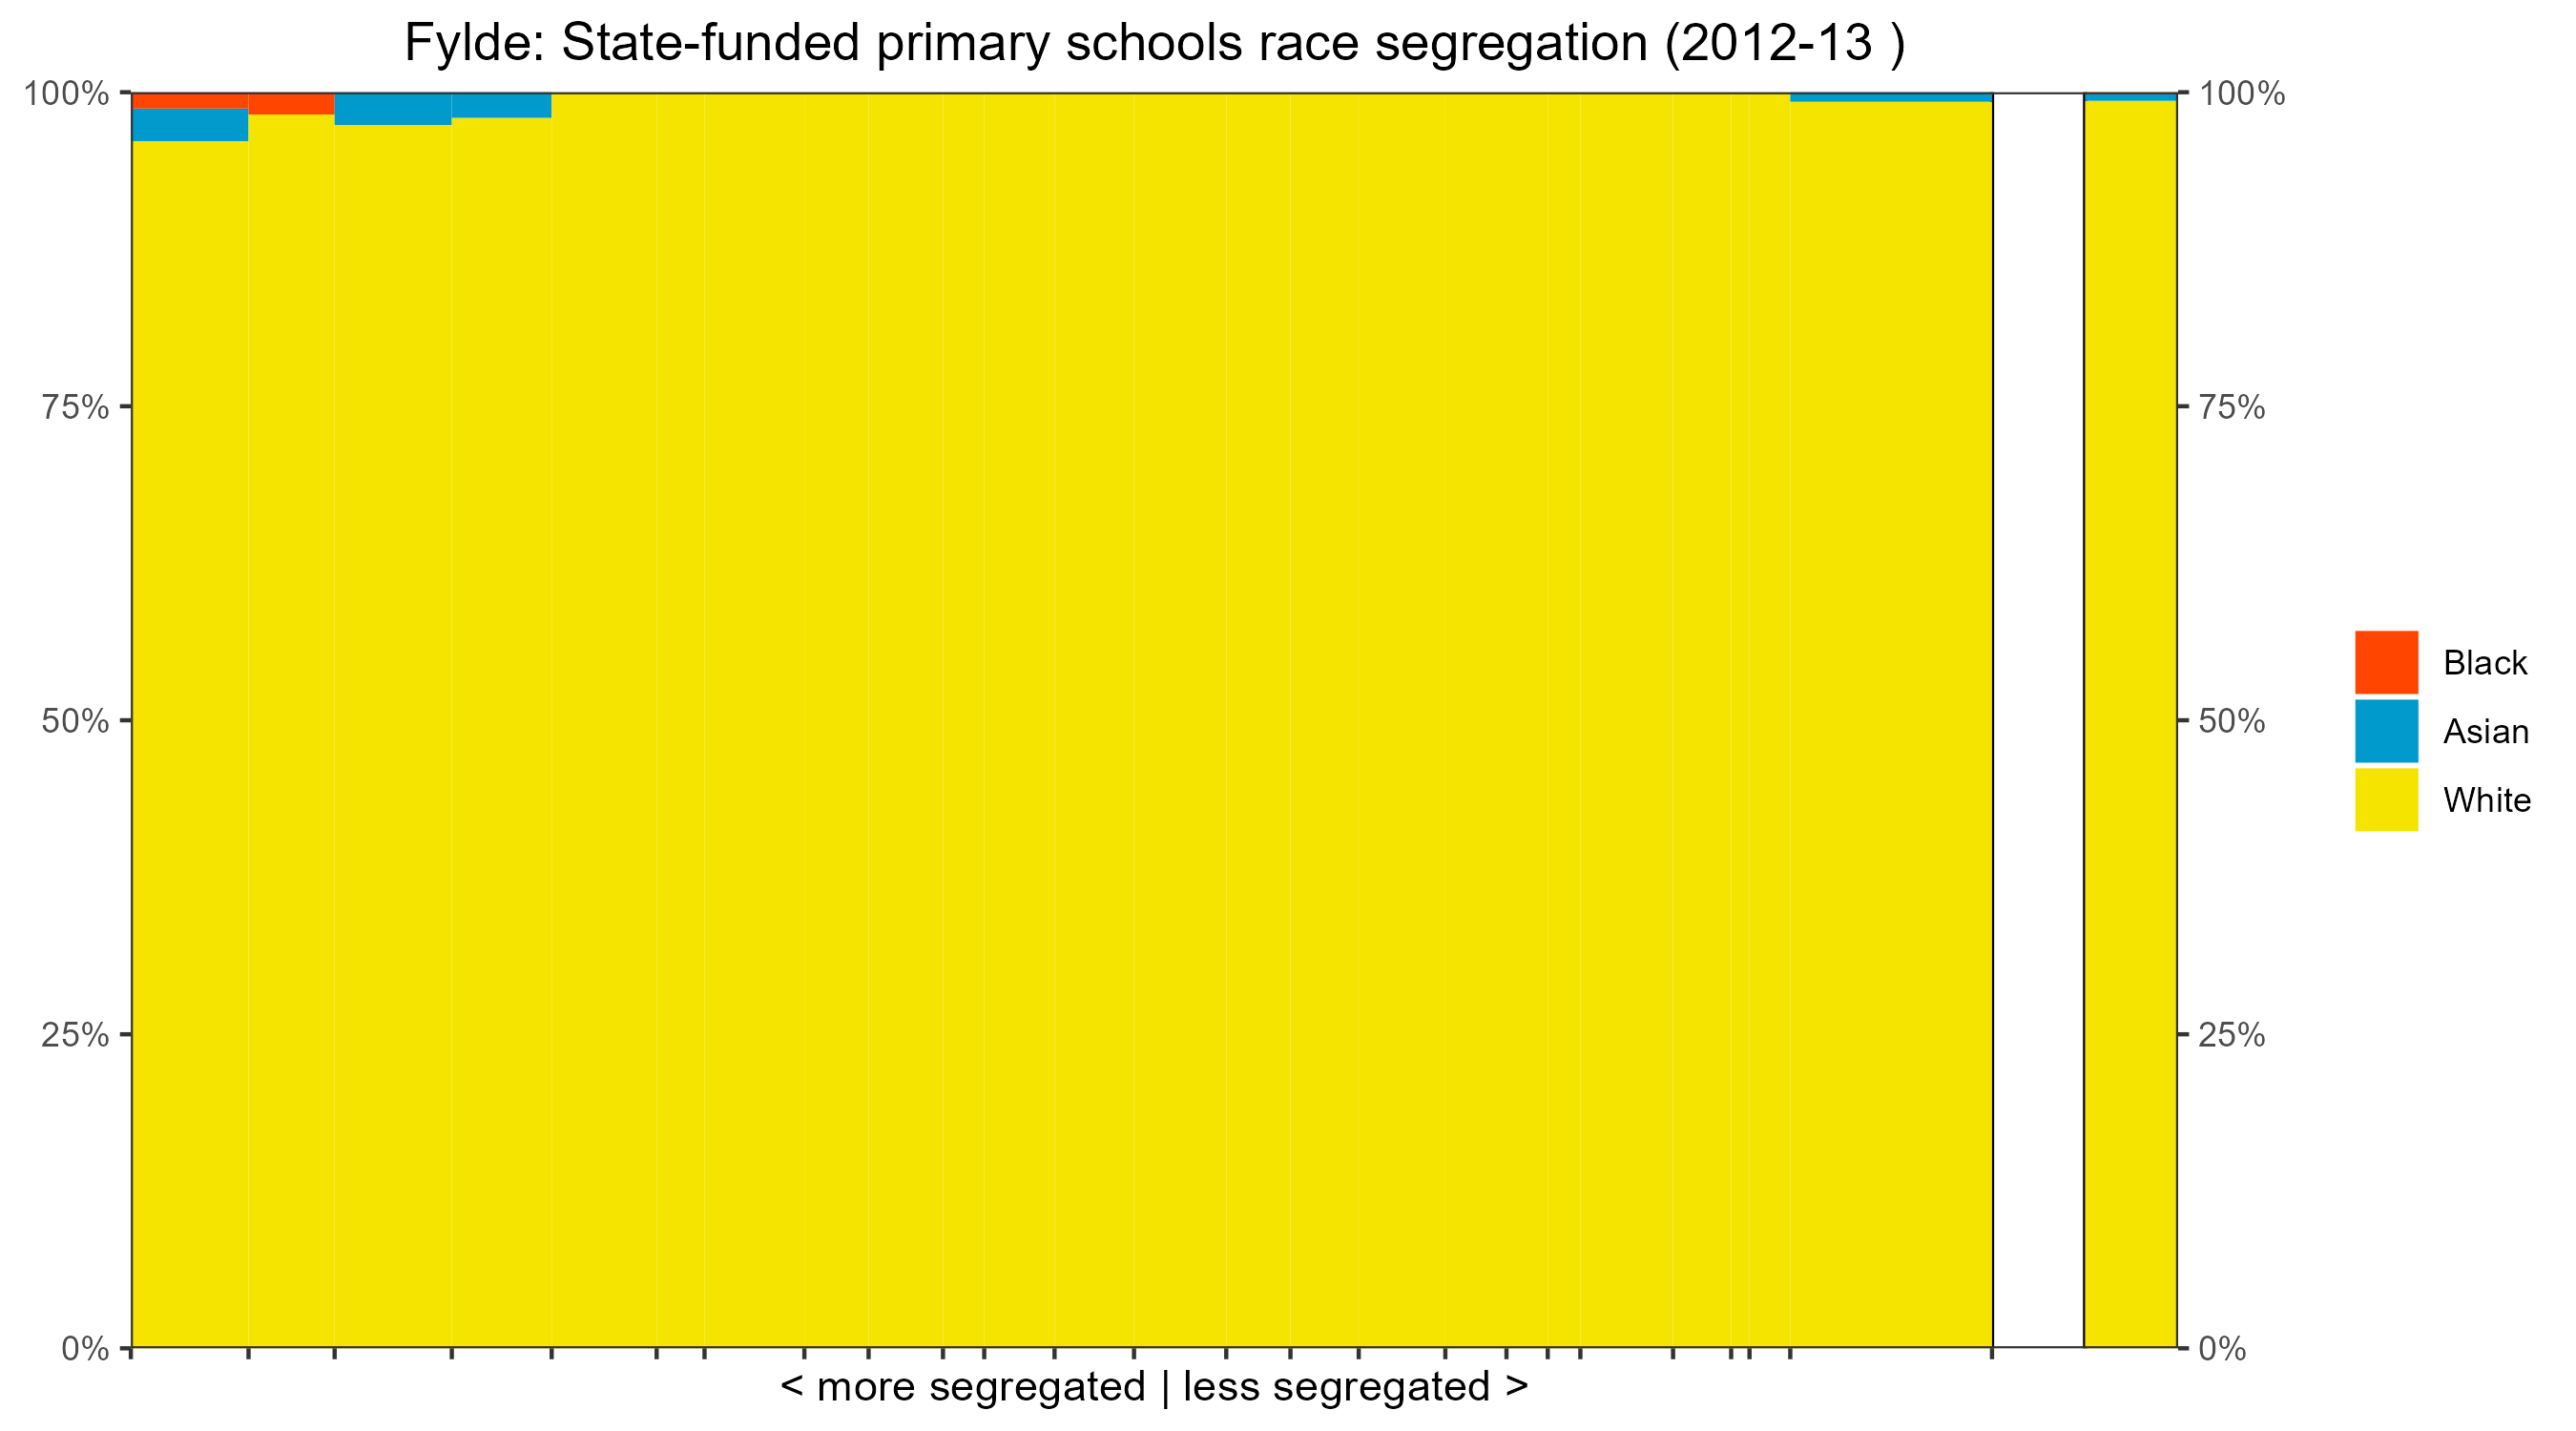 Fylde: State-funded primary schools race segregation (2012-13 )
100%
75%
50%
25%
0%
100%
75%
50%
25%
0%
Black
Asian
White
< more segregated | less segregated >